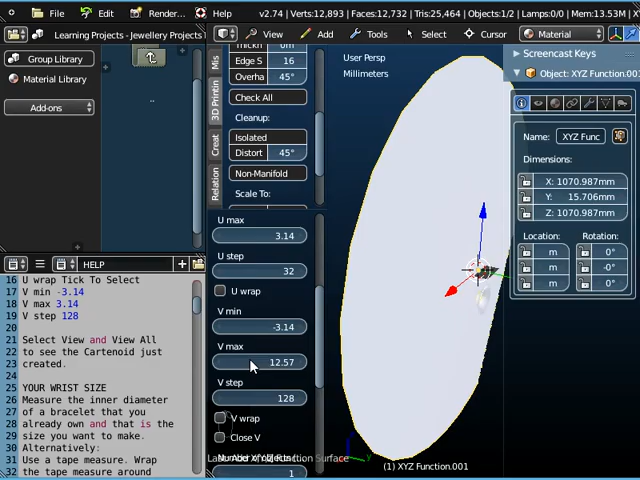 File Edit Render... Help v2.74 | Verts:12,893 | Faces:12,732 | Tris:25,464 | Objects:1/2 | Lamps:0/0 | Mem:13.53M
Learning Projects - Jewellery Projects
View Add Select Cursor Material
Group Library
Material Library
Add-ons
..
Mis
3D Printin
Creat
Relation
Thickn 0m
Edge S 16
Overha 45°
Check All
Cleanup:
Isolated
Distort 45°
Non-Manifold
Scale To:
U max
3.14
U step
32
U wrap
V min
-3.14
V max
12.57
V step
128
V wrap
Close V
1
User Persp
Millimeters
(1) XYZ Function.001
Screencast Keys
Object: XYZ Function.001
Name: XYZ Func
Dimensions:
X: 1070.987mm
Y: 15.706mm
Z: 1070.987mm
Location: Rotation:
m 0°
m -0°
m 0°
HELP
16 U wrap Tick To Select
17 V min -3.14
18 V max 3.14
19 V step 128
20
21 Select View and View All
22 to see the Cartenoid just
23 created.
24
25 YOUR WRIST SIZE
26 Measure the inner diameter
27 of a bracelet that you
28 already own and that is the
29 size you want to make.
30 Alternatively:
31 Use a tape measure. Wrap
32 the tape measure around